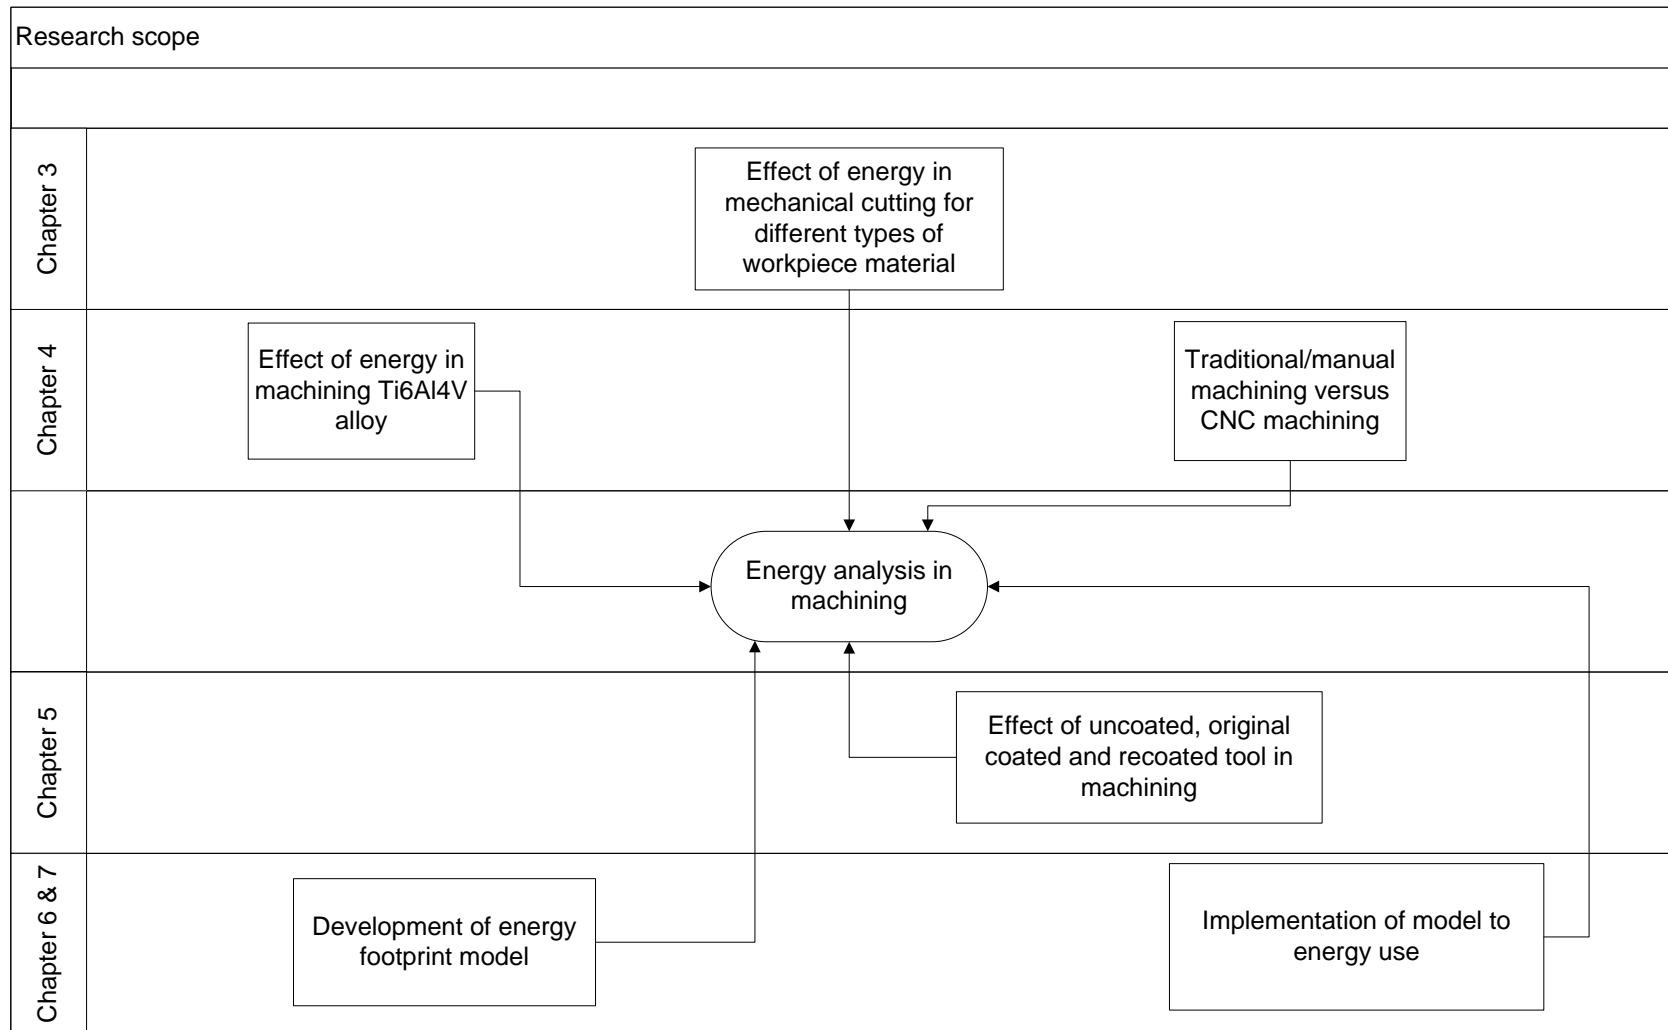 Research scope
Chapter 3
Effect of energy in
mechanical cutting for
different types of
workpiece material
Chapter 4
Effect of energy in
machining Ti6Al4V
alloy
Traditional/manual
machining versus
CNC machining
Energy analysis in
machining
Chapter 5
Effect of uncoated, original
coated and recoated tool in
machining
Chapter 6 & 7
Development of energy
footprint model
Implementation of model to
energy use